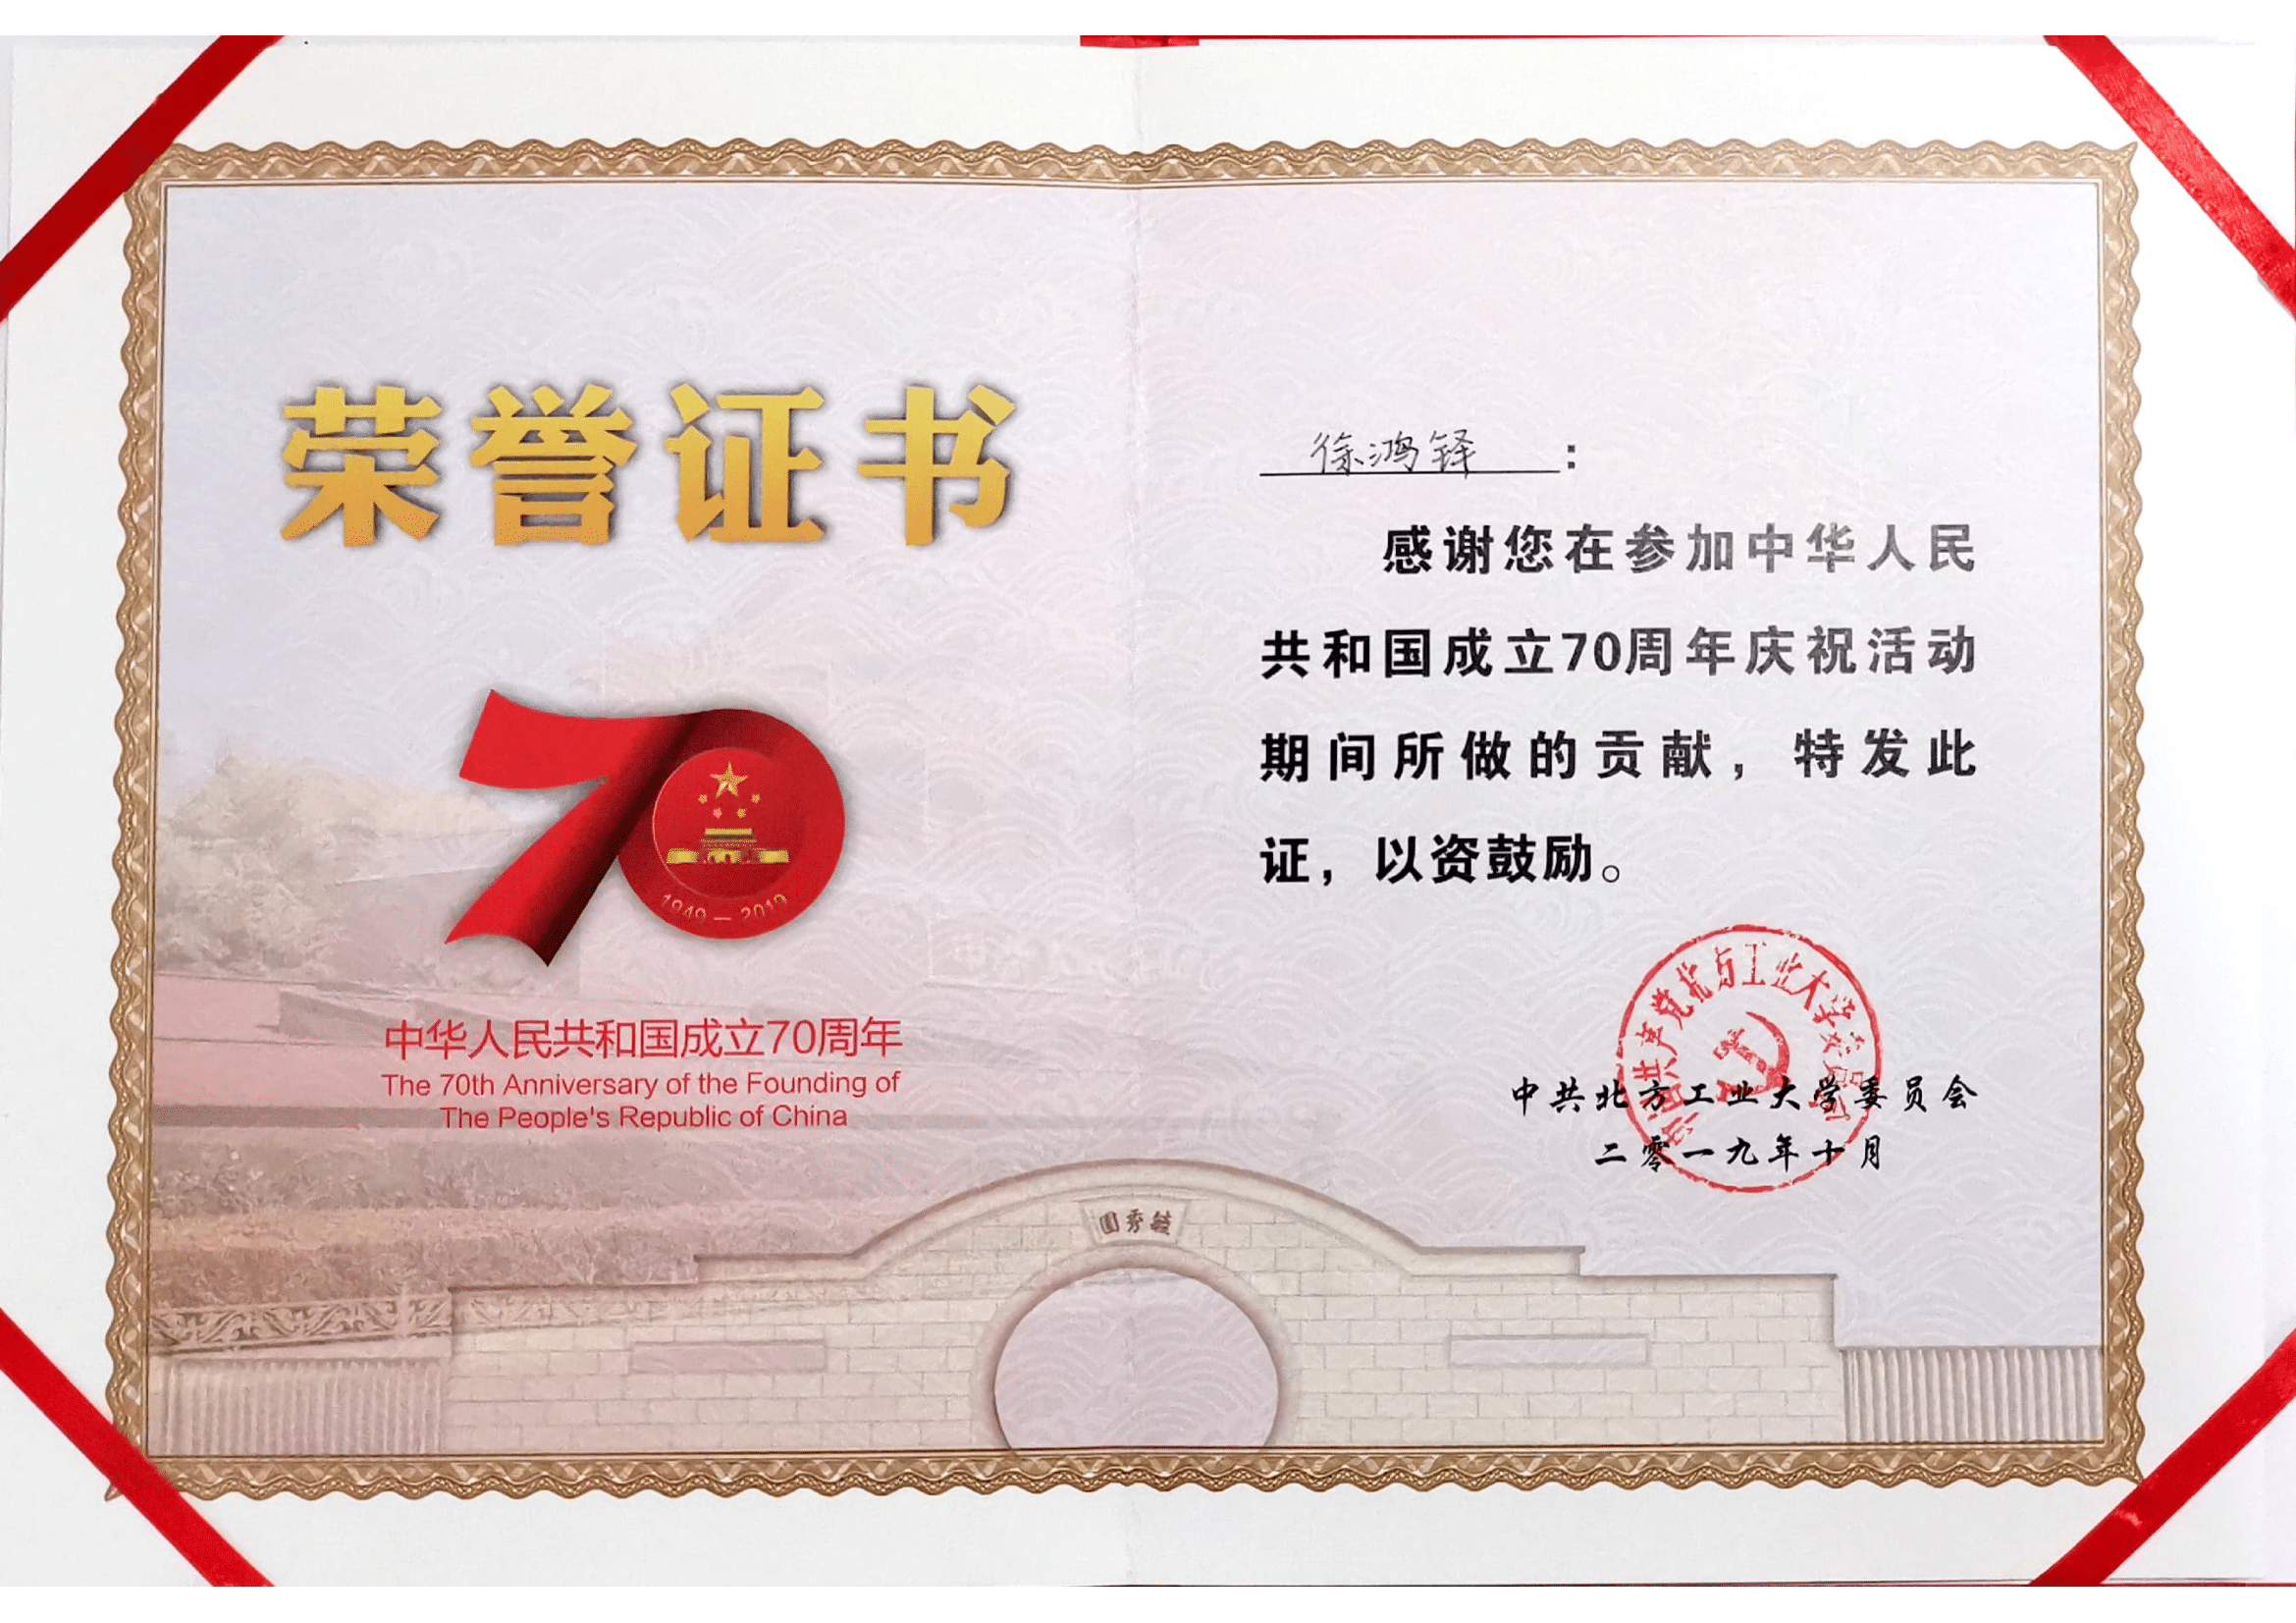 荣誉证书
1949 — 2019
中华人民共和国成立70周年
The 70th Anniversary of the Founding of
The People's Republic of China
徐鸿铎：
感谢您在参加中华人民
共和国成立70周年庆祝活动
期间所做的贡献，特发此
证，以资鼓励。
中国共产党北方工业大学委员会
中共北方工业大学委员会
二零一九年十月
毓秀園